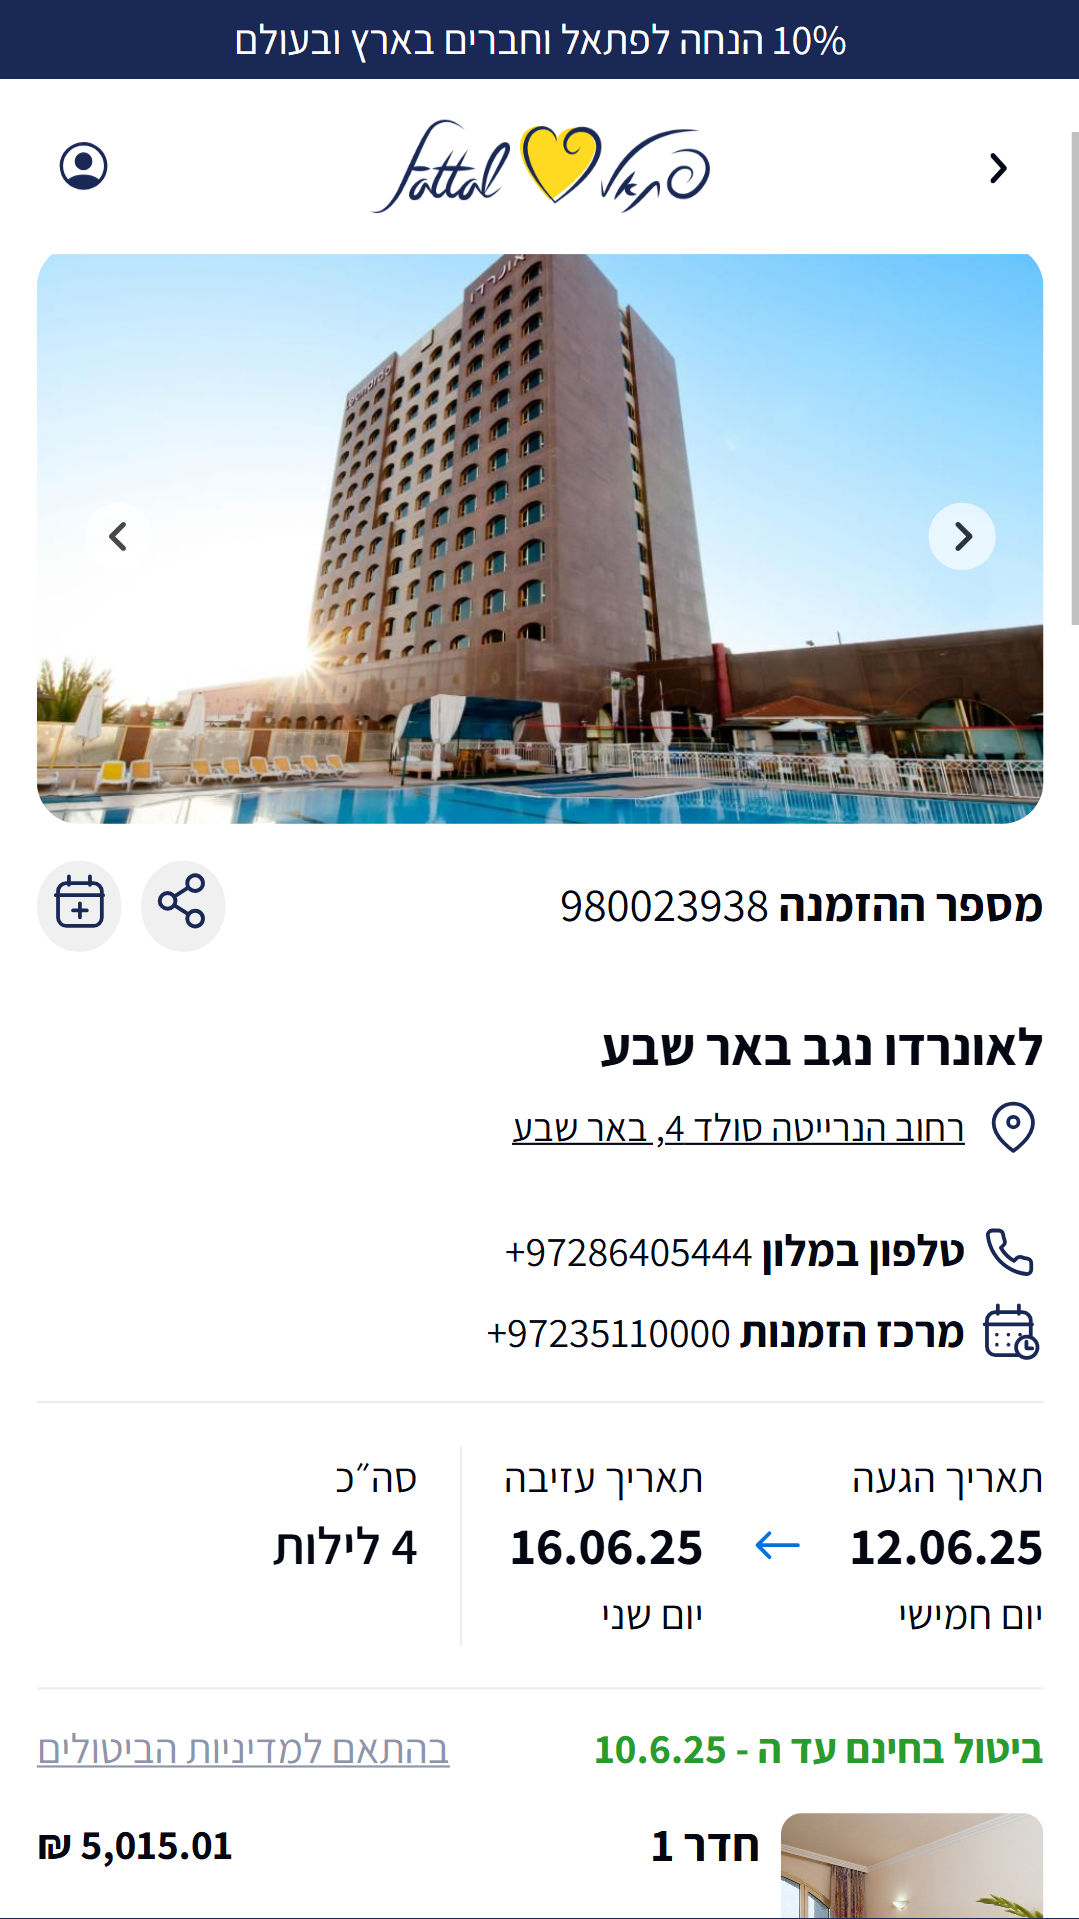 10% הנחה לפתאל וחברים בארץ ובעולם
fattal פתאל
לאונרדו
Leonardo
מספר ההזמנה 980023938
לאונרדו נגב באר שבע
רחוב הנרייטה סולד 4, באר שבע
טלפון במלון 97286405444+
מרכז הזמנות 97235110000+
תאריך הגעה
תאריך עזיבה
סה״כ
12.06.25
16.06.25
4 לילות
יום חמישי
יום שני
ביטול בחינם עד ה - 10.6.25
בהתאם למדיניות הביטולים
חדר 1
5,015.01 ₪